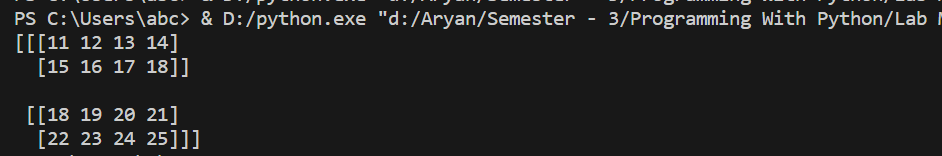 PS C:\Users\abc> & D:/python.exe "d:/Aryan/Semester - 3/Programming With Python/Lab
[[[11 12 13 14]
  [15 16 17 18]]

 [[18 19 20 21]
  [22 23 24 25]]]